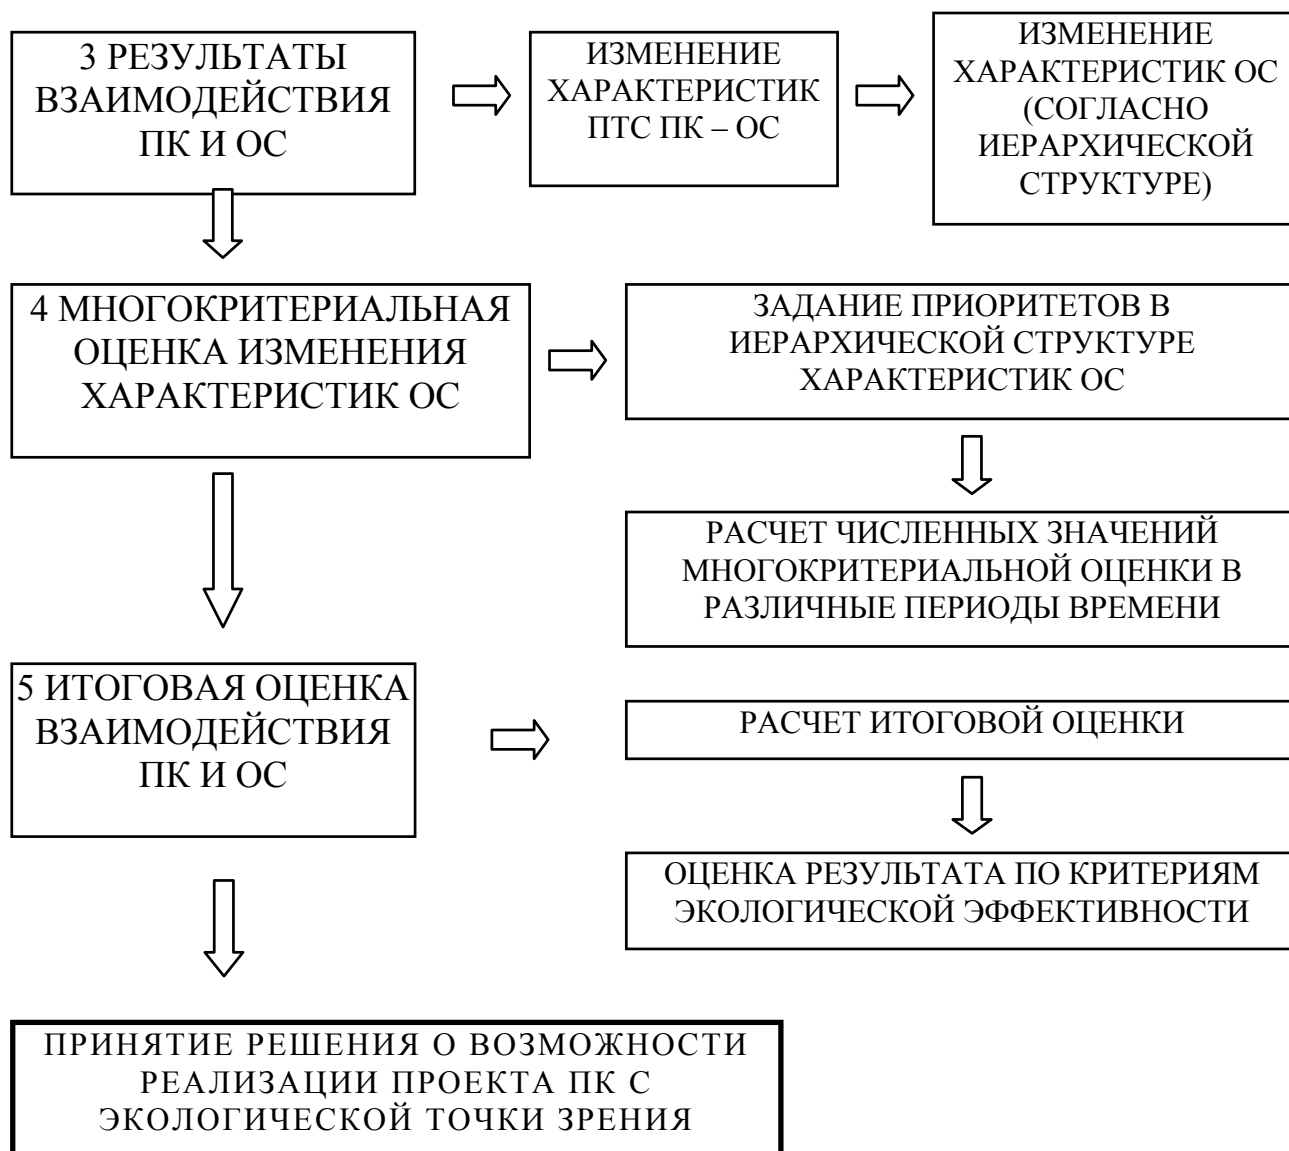 3 РЕЗУЛЬТАТЫ
ВЗАИМОДЕЙСТВИЯ
ПК И ОС
ИЗМЕНЕНИЕ
ХАРАКТЕРИСТИК
ПТС ПК – ОС
ИЗМЕНЕНИЕ
ХАРАКТЕРИСТИК ОС
(СОГЛАСНО
ИЕРАРХИЧЕСКОЙ
СТРУКТУРЕ)
4 МНОГОКРИТЕРИАЛЬНАЯ
ОЦЕНКА ИЗМЕНЕНИЯ
ХАРАКТЕРИСТИК ОС
ЗАДАНИЕ ПРИОРИТЕТОВ В
ИЕРАРХИЧЕСКОЙ СТРУКТУРЕ
ХАРАКТЕРИСТИК ОС
РАСЧЕТ ЧИСЛЕННЫХ ЗНАЧЕНИЙ
МНОГОКРИТЕРИАЛЬНОЙ ОЦЕНКИ В
РАЗЛИЧНЫЕ ПЕРИОДЫ ВРЕМЕНИ
5 ИТОГОВАЯ ОЦЕНКА
ВЗАИМОДЕЙСТВИЯ
ПК И ОС
РАСЧЕТ ИТОГОВОЙ ОЦЕНКИ
ОЦЕНКА РЕЗУЛЬТАТА ПО КРИТЕРИЯМ
ЭКОЛОГИЧЕСКОЙ ЭФФЕКТИВНОСТИ
ПРИНЯТИЕ РЕШЕНИЯ О ВОЗМОЖНОСТИ
РЕАЛИЗАЦИИ ПРОЕКТА ПК С
ЭКОЛОГИЧЕСКОЙ ТОЧКИ ЗРЕНИЯ